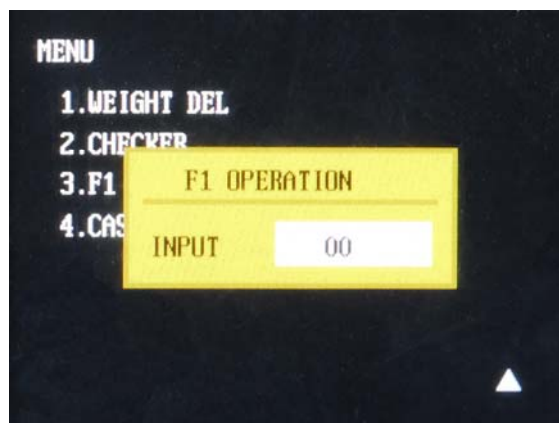 MENU
1.WEIGHT DEL
2.CHECKER
3.F1
F1 OPERATION
4.CAS
INPUT 00